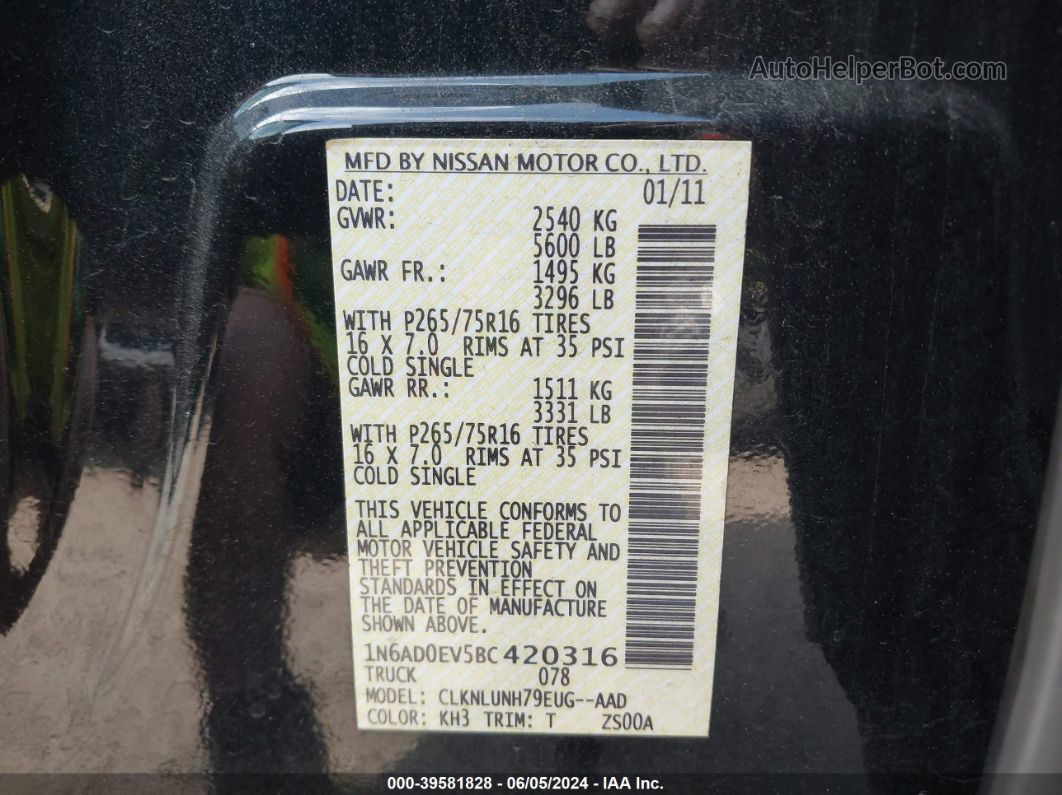 AutoHelperBot.com
MFD BY NISSAN MOTOR CO., LTD.
DATE: 01/11
GVWR: 2540 KG
5600 LB
GAWR FR.: 1495 KG
3296 LB
WITH P265/75R16 TIRES
16 X 7.0 RIMS AT 35 PSI
COLD SINGLE
GAWR RR.: 1511 KG
3331 LB
WITH P265/75R16 TIRES
16 X 7.0 RIMS AT 35 PSI
COLD SINGLE
THIS VEHICLE CONFORMS TO
ALL APPLICABLE FEDERAL
MOTOR VEHICLE SAFETY AND
THEFT PREVENTION
STANDARDS IN EFFECT ON
THE DATE OF MANUFACTURE
SHOWN ABOVE.
1N6AD0EV5BC420316
TRUCK 078
MODEL: CLKNLUNH79EUG--AAD
COLOR: KH3 TRIM: T ZS00A
000-39581828 - 06/05/2024 - IAA Inc.